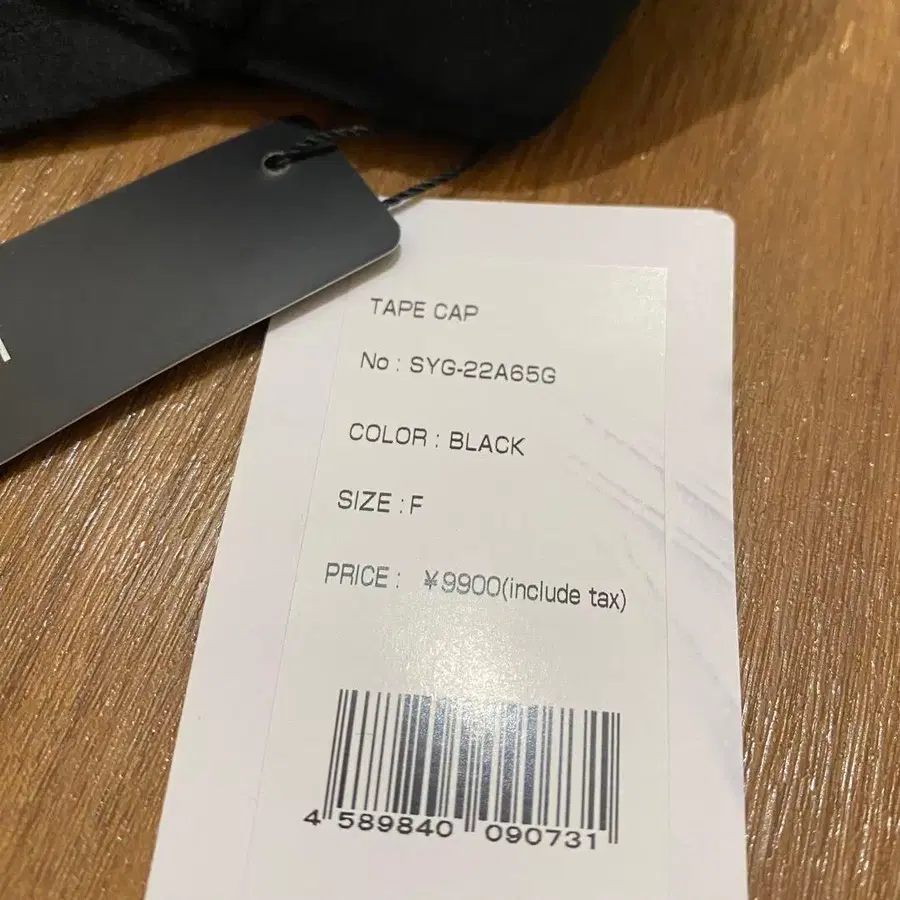 TAPE CAP
No : SYG-22A65G
COLOR : BLACK
SIZE : F
PRICE : ¥9900(include tax)
4 589840 090731